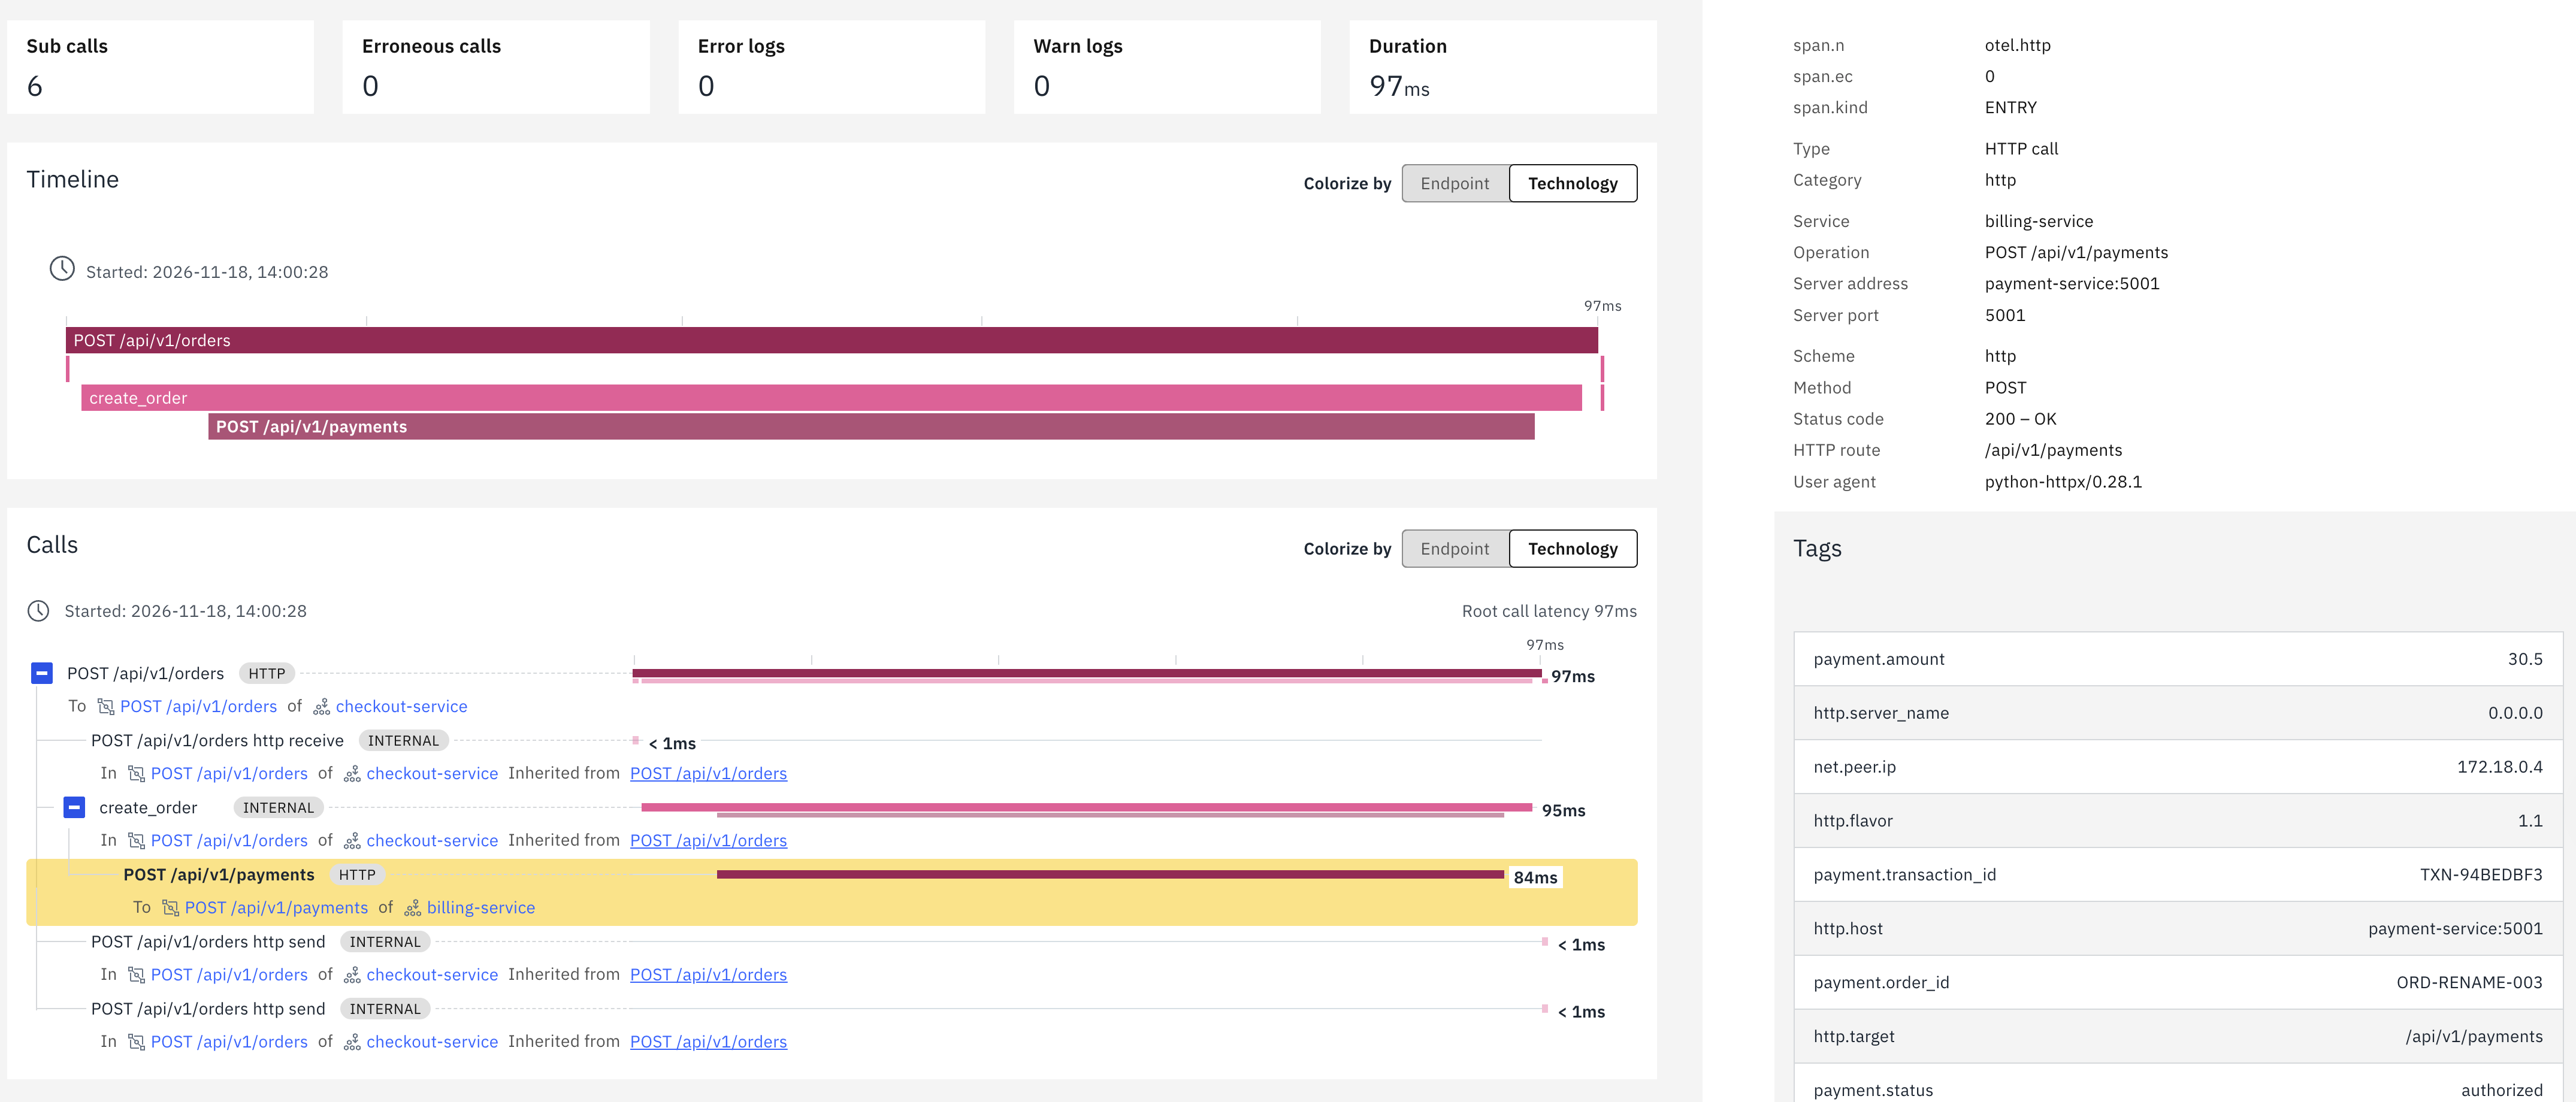 Sub calls
6
Erroneous calls
0
Error logs
0
Warn logs
0
Duration
97ms
Timeline
Colorize by Endpoint Technology
Started: 2026-11-18, 14:00:28
97ms
POST /api/v1/orders
create_order
POST /api/v1/payments
Calls
Colorize by Endpoint Technology
Started: 2026-11-18, 14:00:28
Root call latency 97ms
97ms
POST /api/v1/orders HTTP 97ms
To POST /api/v1/orders of checkout-service
POST /api/v1/orders http receive INTERNAL < 1ms
In POST /api/v1/orders of checkout-service Inherited from POST /api/v1/orders
create_order INTERNAL 95ms
In POST /api/v1/orders of checkout-service Inherited from POST /api/v1/orders
POST /api/v1/payments HTTP 84ms
To POST /api/v1/payments of billing-service
POST /api/v1/orders http send INTERNAL < 1ms
In POST /api/v1/orders of checkout-service Inherited from POST /api/v1/orders
POST /api/v1/orders http send INTERNAL < 1ms
In POST /api/v1/orders of checkout-service Inherited from POST /api/v1/orders
span.n otel.http
span.ec 0
span.kind ENTRY
Type HTTP call
Category http
Service billing-service
Operation POST /api/v1/payments
Server address payment-service:5001
Server port 5001
Scheme http
Method POST
Status code 200 – OK
HTTP route /api/v1/payments
User agent python-httpx/0.28.1
Tags
payment.amount 30.5
http.server_name 0.0.0.0
net.peer.ip 172.18.0.4
http.flavor 1.1
payment.transaction_id TXN-94BEDBF3
http.host payment-service:5001
payment.order_id ORD-RENAME-003
http.target /api/v1/payments
payment.status authorized